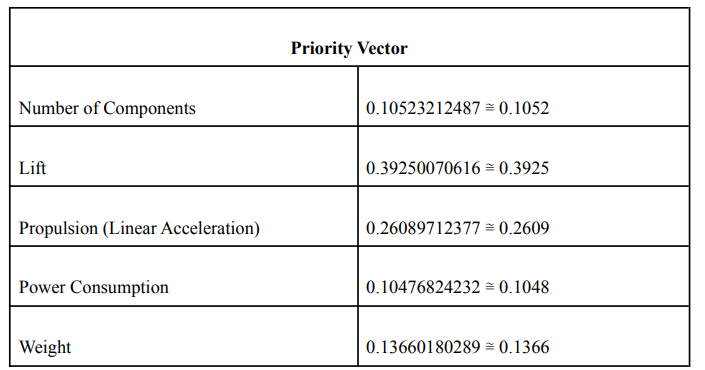 Priority Vector
Number of Components 0.10523212487 ≅ 0.1052
Lift 0.39250070616 ≅ 0.3925
Propulsion (Linear Acceleration) 0.26089712377 ≅ 0.2609
Power Consumption 0.10476824232 ≅ 0.1048
Weight 0.13660180289 ≅ 0.1366